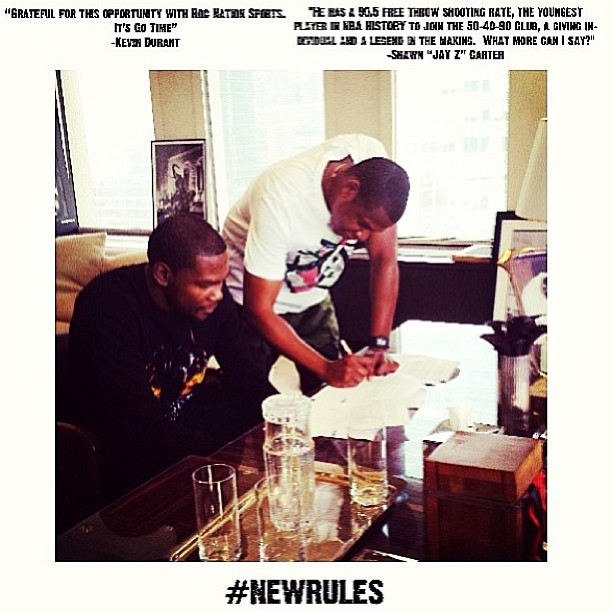 “Grateful for this opportunity with Roc Nation Sports.
It's Go Time”
-Kevin Durant
"He has a 90.5 free throw shooting rate, the youngest
player in NBA HISTORY to join the 50-40-90 Club, a giving in-
dividual and a legend in the making. What more can I say?"
-Shawn "JAY Z" Carter
#NEWRULES